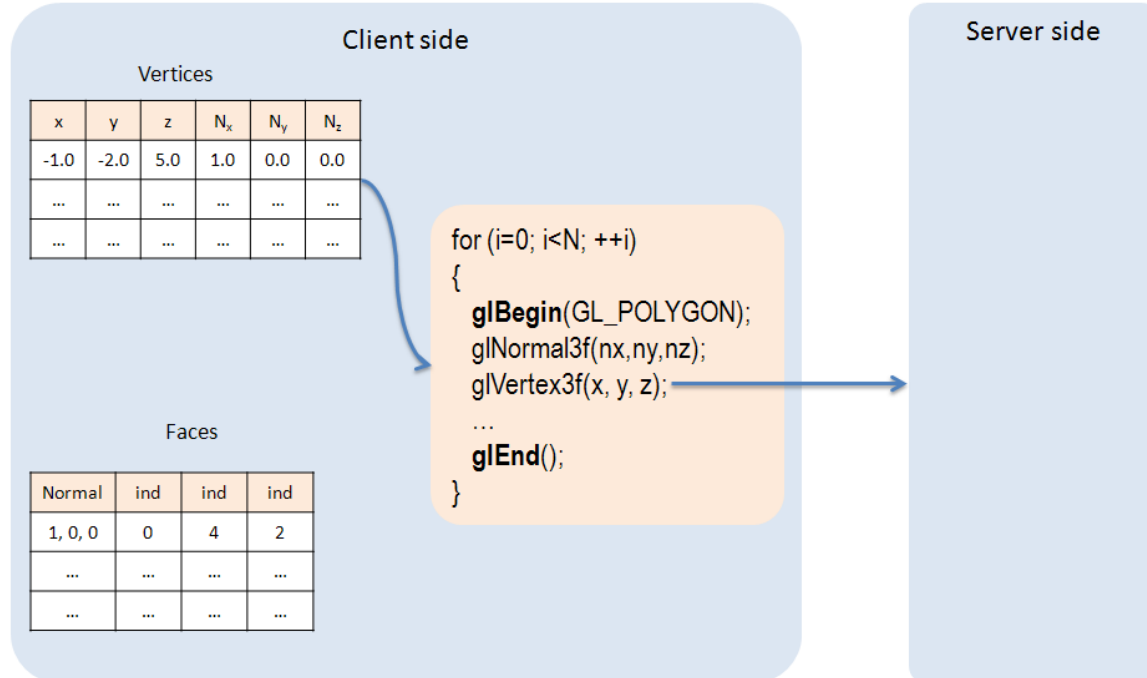 Client side
Server side
Vertices
x y z Nx Ny Nz
-1.0 -2.0 5.0 1.0 0.0 0.0
... ... ... ... ... ...
... ... ... ... ... ...
for (i=0; i<N; ++i)
{
glBegin(GL_POLYGON);
glNormal3f(nx,ny,nz);
glVertex3f(x, y, z);
...
glEnd();
}
Faces
Normal ind ind ind
1, 0, 0 0 4 2
... ... ... ...
... ... ... ...